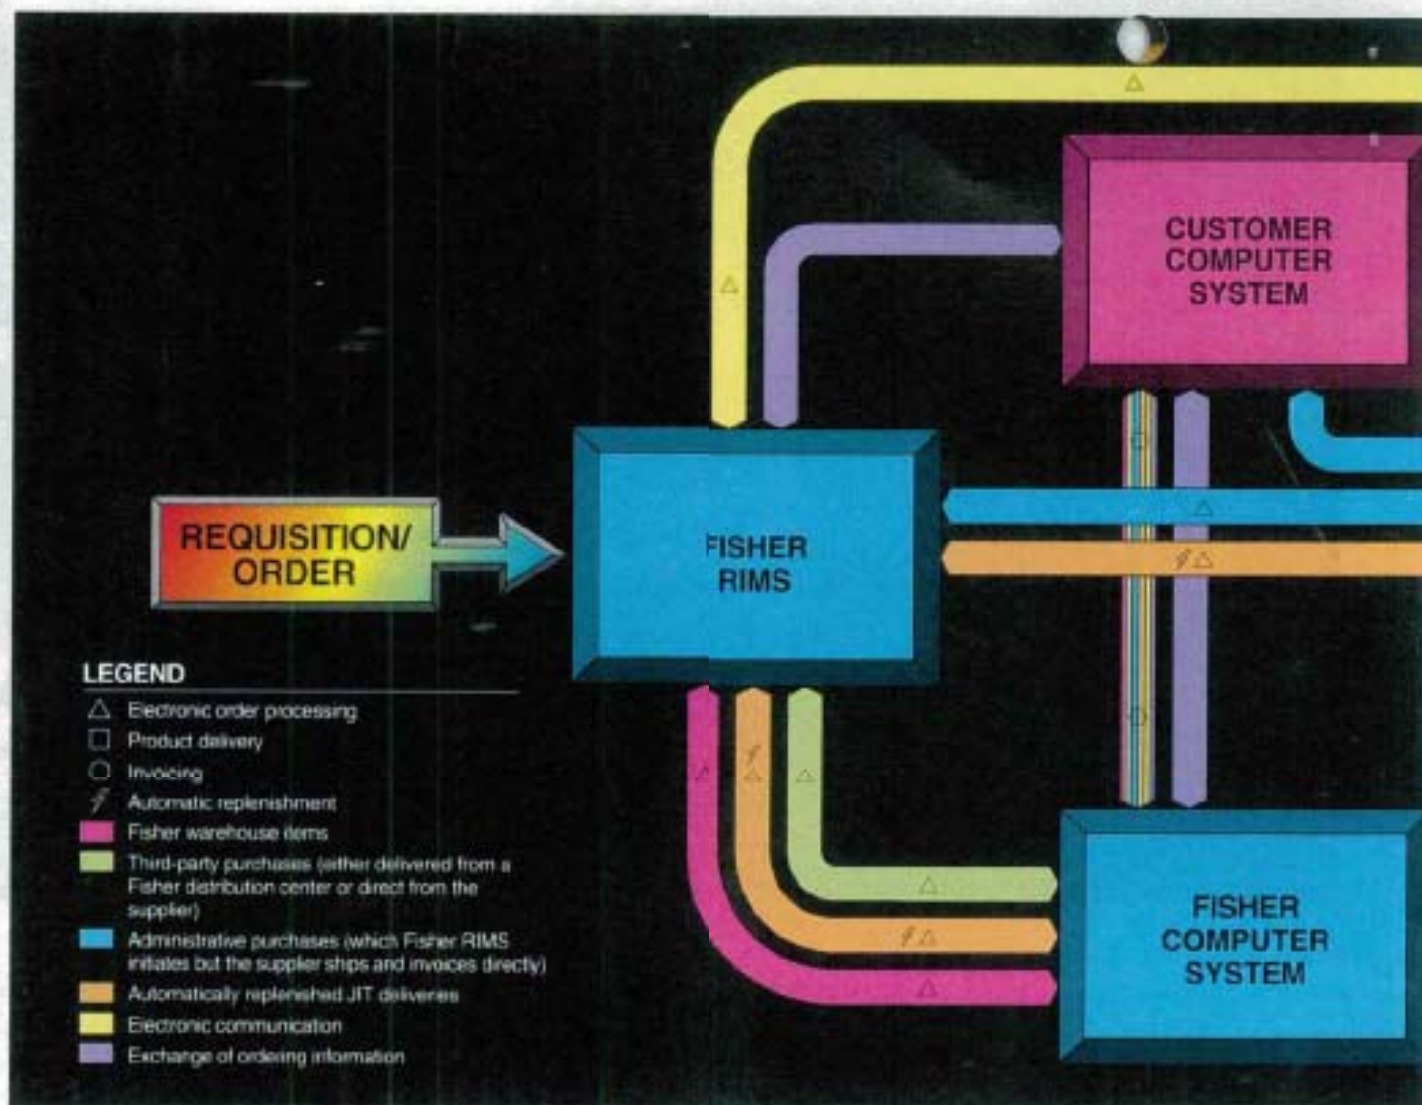 CUSTOMER
COMPUTER
SYSTEM
REQUISITION/
ORDER
FISHER
RIMS
LEGEND
Electronic order processing
Product delivery
Invoicing
Automatic replenishment
Fisher warehouse items
Third-party purchases (either delivered from a
Fisher distribution center or direct from the
supplier)
Administrative purchases (which Fisher RIMS
initiates but the supplier ships and invoices directly)
Automatically replenished JIT deliveries
Electronic communication
Exchange of ordering information
FISHER
COMPUTER
SYSTEM